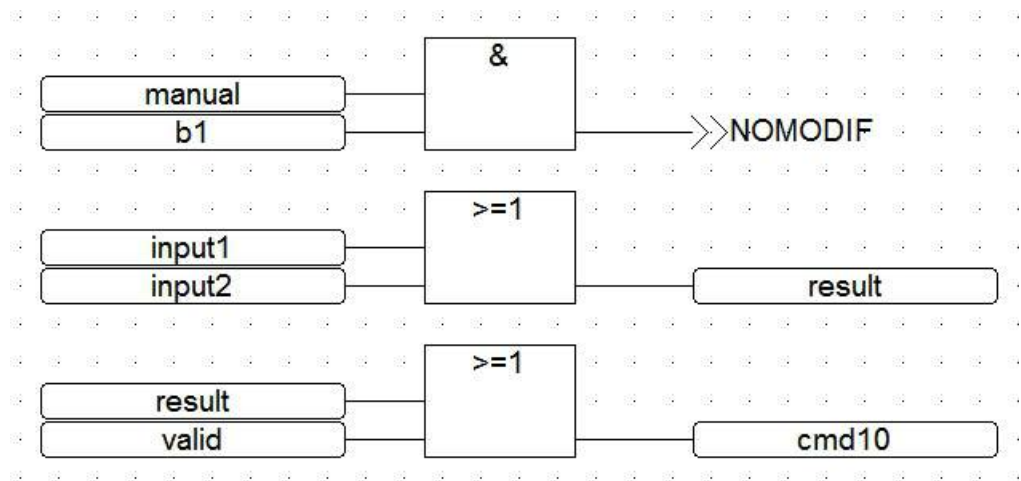 &
manual
b1
NOMODIF
>=1
input1
input2
result
>=1
result
valid
cmd10